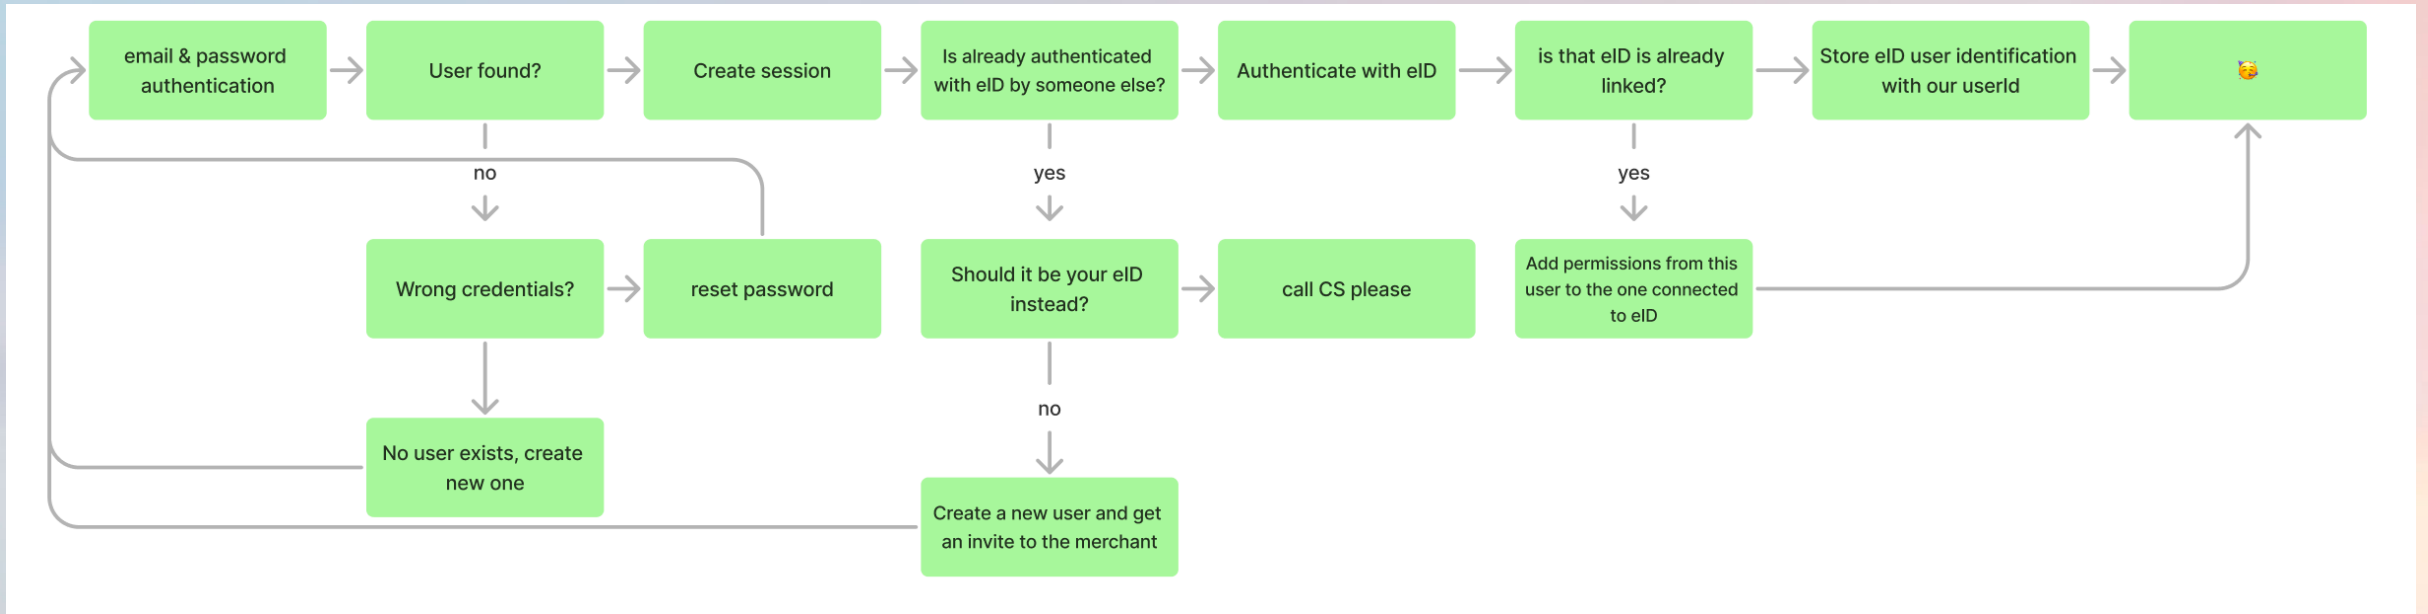 email & password
authentication
User found?
Create session
Is already authenticated
with eID by someone else?
Authenticate with eID
is that eID is already
linked?
Store eID user identification
with our userId
🥳
no
yes
yes
Wrong credentials?
reset password
Should it be your eID
instead?
call CS please
Add permissions from this
user to the one connected
to eID
no
No user exists, create
new one
Create a new user and get
an invite to the merchant